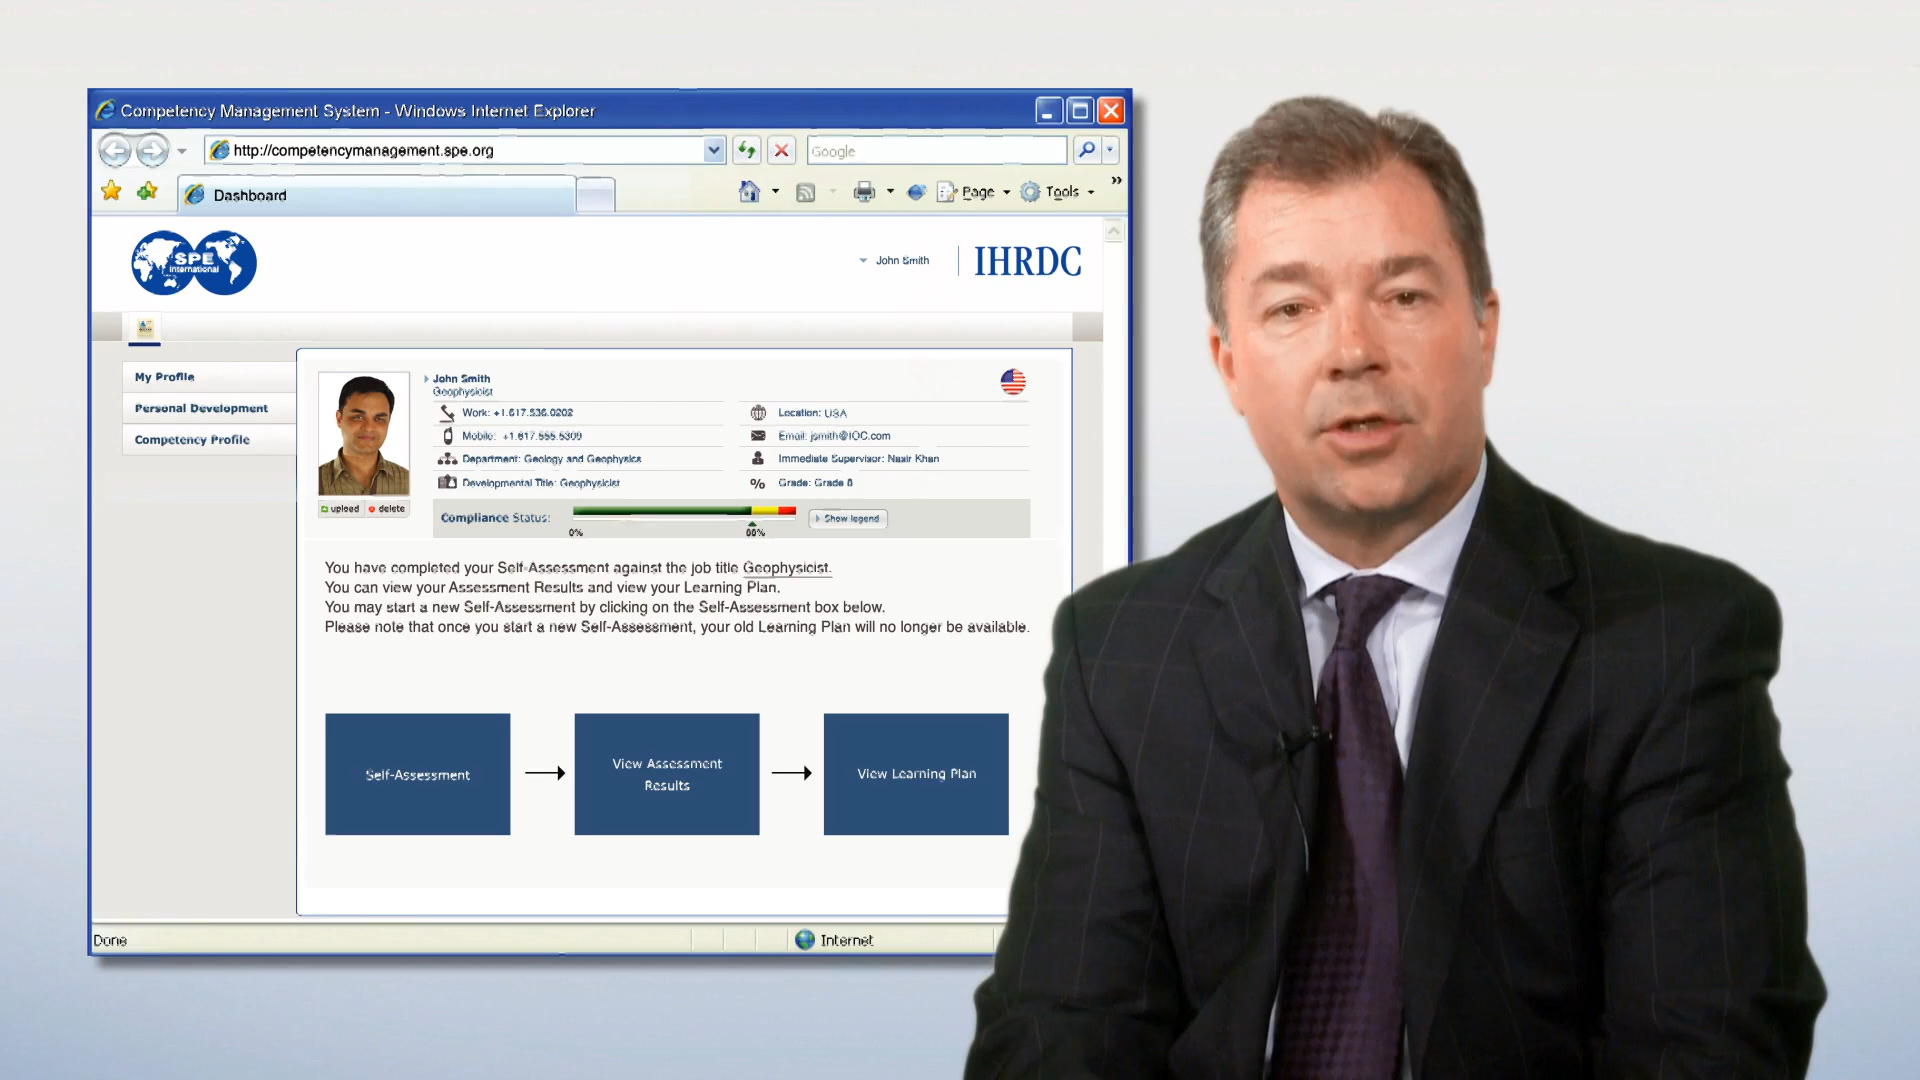 Competency Management System - Windows Internet Explorer
http://competencymanagement.spe.org
Google
Dashboard
Page
Tools
SPE
International
John Smith
IHRDC
My Profile
Personal Development
Competency Profile
John Smith
Geophysicist
Work: +1.617.536.0202
Location: USA
Mobile: +1.617.555.5309
Email: jsmith@IOC.com
Department: Geology and Geophysics
Immediate Supervisor: Nasir Khan
Developmental Title: Geophysicist
% Grade: Grade
upload delete
Compliance Status:
Show legend
0%
You have completed your Self-Assessment against the job title Geophysicist.
You can view your Assessment Results and view your Learning Plan.
You may start a new Self-Assessment by clicking on the Self-Assessment box below.
Please note that once you start a new Self-Assessment, your old Learning Plan will no longer be available.
Self-Assessment
View Assessment
Results
View Learning Plan
Done
Internet